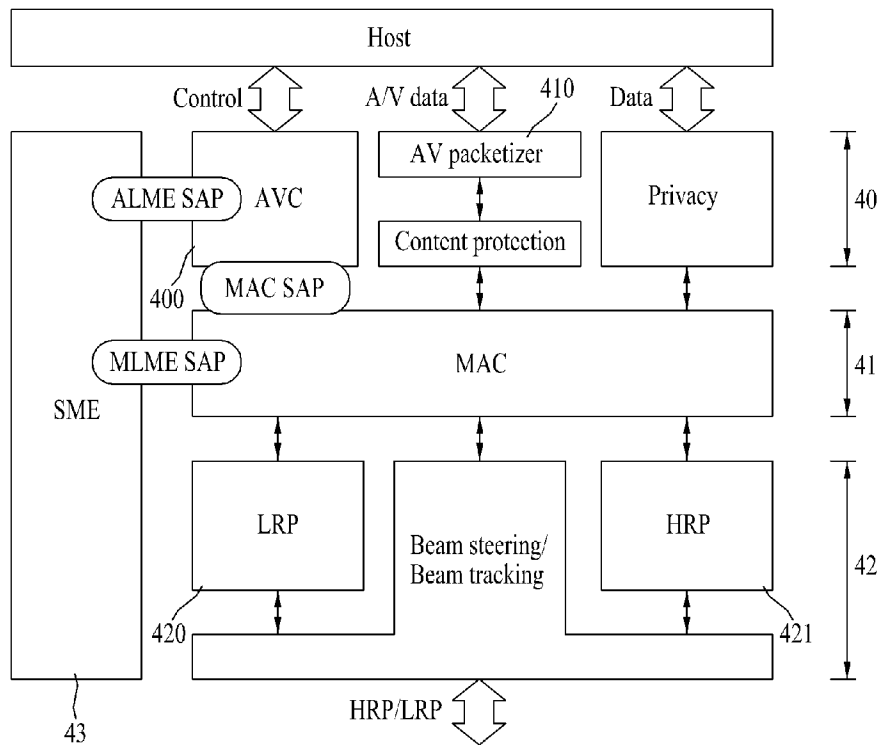 Host
Control
A/V data
410
Data
AV packetizer
ALME SAP
AVC
Privacy
40
Content protection
400
MAC SAP
MLME SAP
MAC
41
SME
LRP
Beam steering/
Beam tracking
HRP
42
420
421
HRP/LRP
43